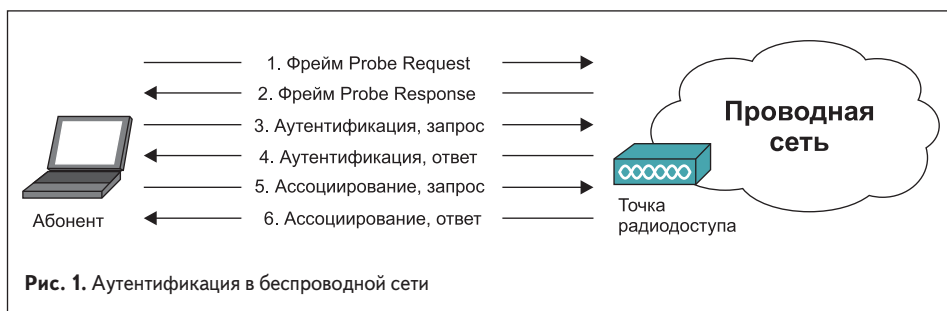 1. Фрейм Probe Request
2. Фрейм Probe Response
3. Аутентификация, запрос
4. Аутентификация, ответ
5. Ассоциирование, запрос
6. Ассоциирование, ответ
Абонент
Проводная
сеть
Точка
радиодоступа
Рис. 1. Аутентификация в беспроводной сети